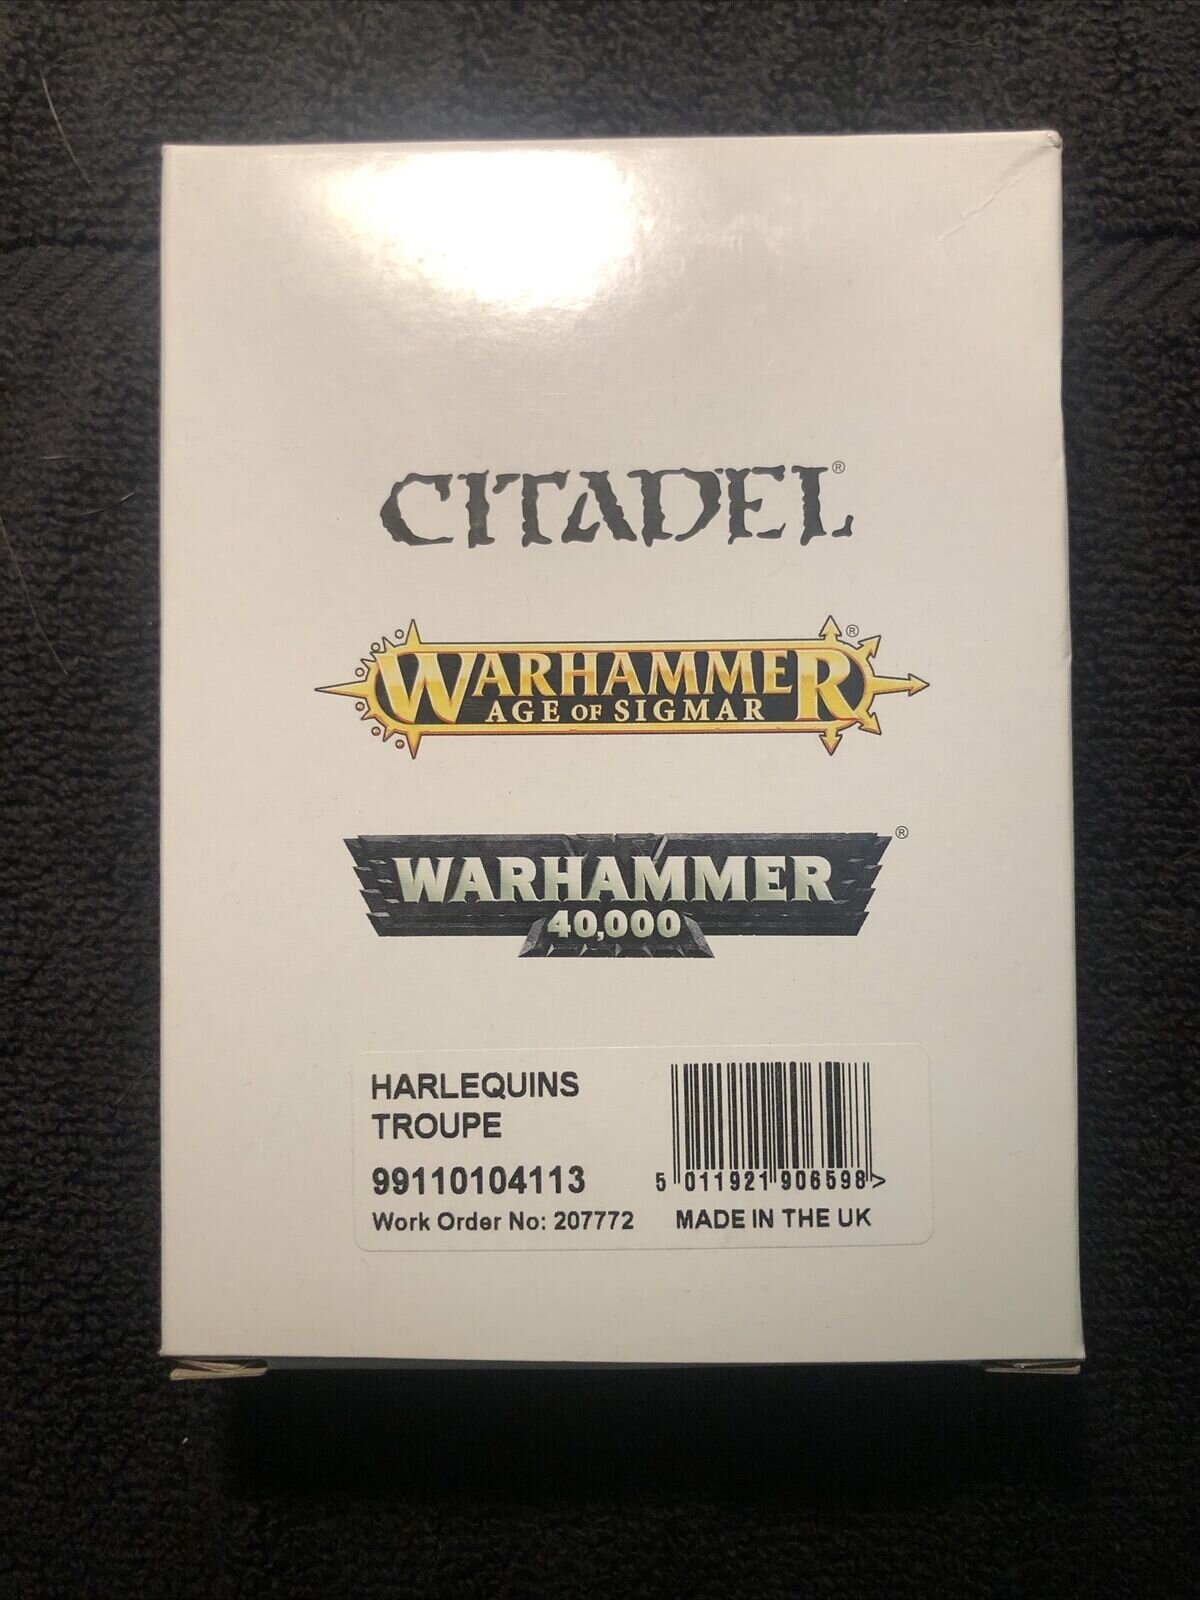 CITADEL®
WARHAMMER®
AGE OF SIGMAR
WARHAMMER®
40,000
HARLEQUINS
TROUPE
99110104113
Work Order No: 207772
5 011921 906598 >
MADE IN THE UK